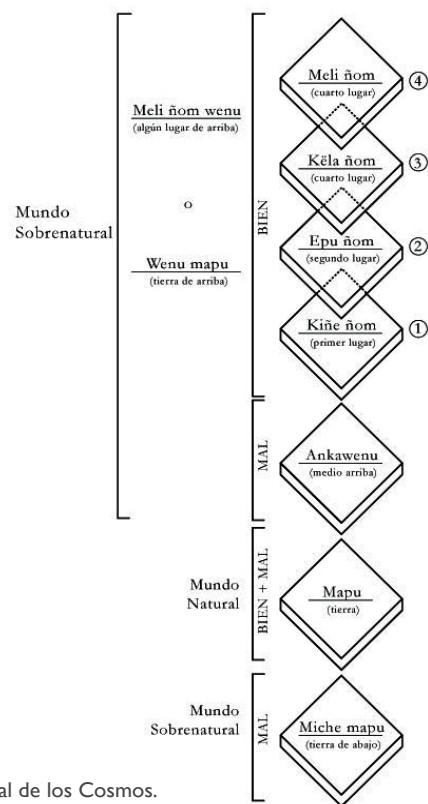 Meli ñom
(cuarto lugar)
④
Meli ñom wenu
(algún lugar de arriba)
Këla ñom
(cuarto lugar)
③
o
BIEN
Mundo
Sobrenatural
Epu ñom
(segundo lugar)
②
Wenu mapu
(tierra de arriba)
Kiñe ñom
(primer lugar)
①
MAL
Ankawenu
(medio arriba)
Mundo
Natural
BIEN + MAL
Mapu
(tierra)
Mundo
Sobrenatural
MAL
Miche mapu
(tierra de abajo)
al de los Cosmos.